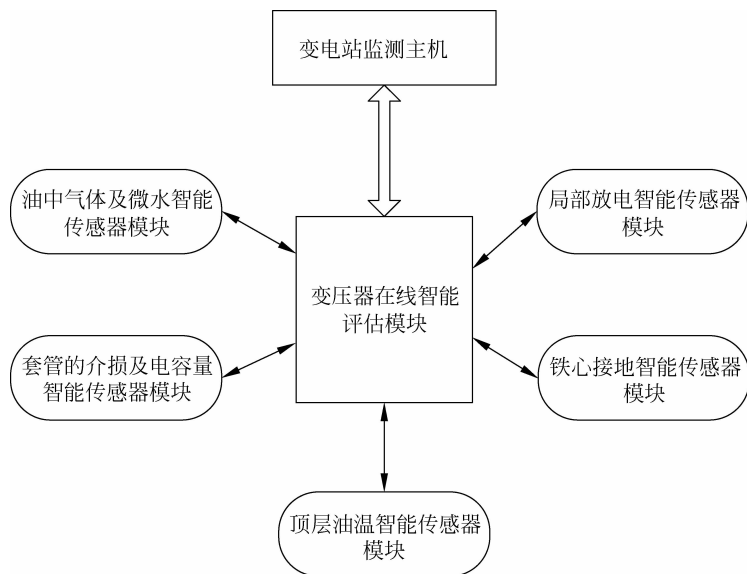 变电站监测主机
油中气体及微水智能
传感器模块
局部放电智能传感器
模块
变压器在线智能
评估模块
套管的介损及电容量
智能传感器模块
铁心接地智能传感器
模块
顶层油温智能传感器
模块